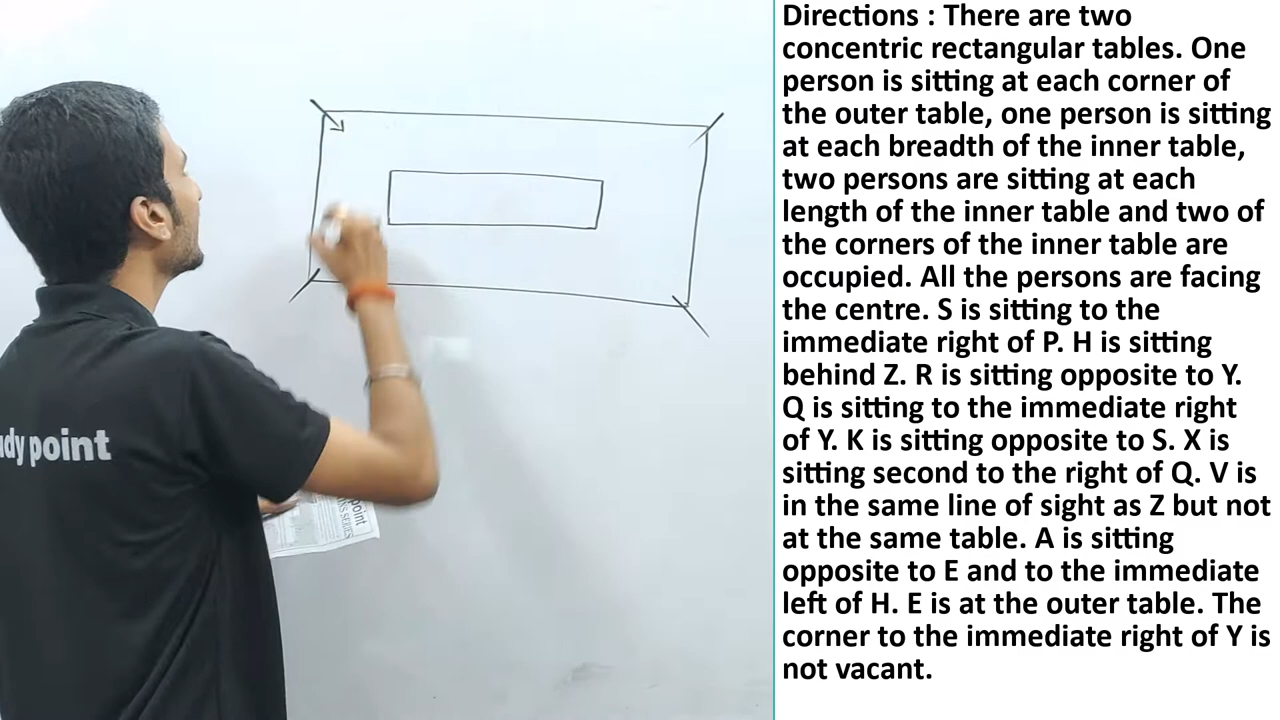 Directions : There are two
concentric rectangular tables. One
person is sitting at each corner of
the outer table, one person is sitting
at each breadth of the inner table,
two persons are sitting at each
length of the inner table and two of
the corners of the inner table are
occupied. All the persons are facing
the centre. S is sitting to the
immediate right of P. H is sitting
behind Z. R is sitting opposite to Y.
Q is sitting to the immediate right
of Y. K is sitting opposite to S. X is
sitting second to the right of Q. V is
in the same line of sight as Z but not
at the same table. A is sitting
opposite to E and to the immediate
left of H. E is at the outer table. The
corner to the immediate right of Y is
not vacant.
point
point